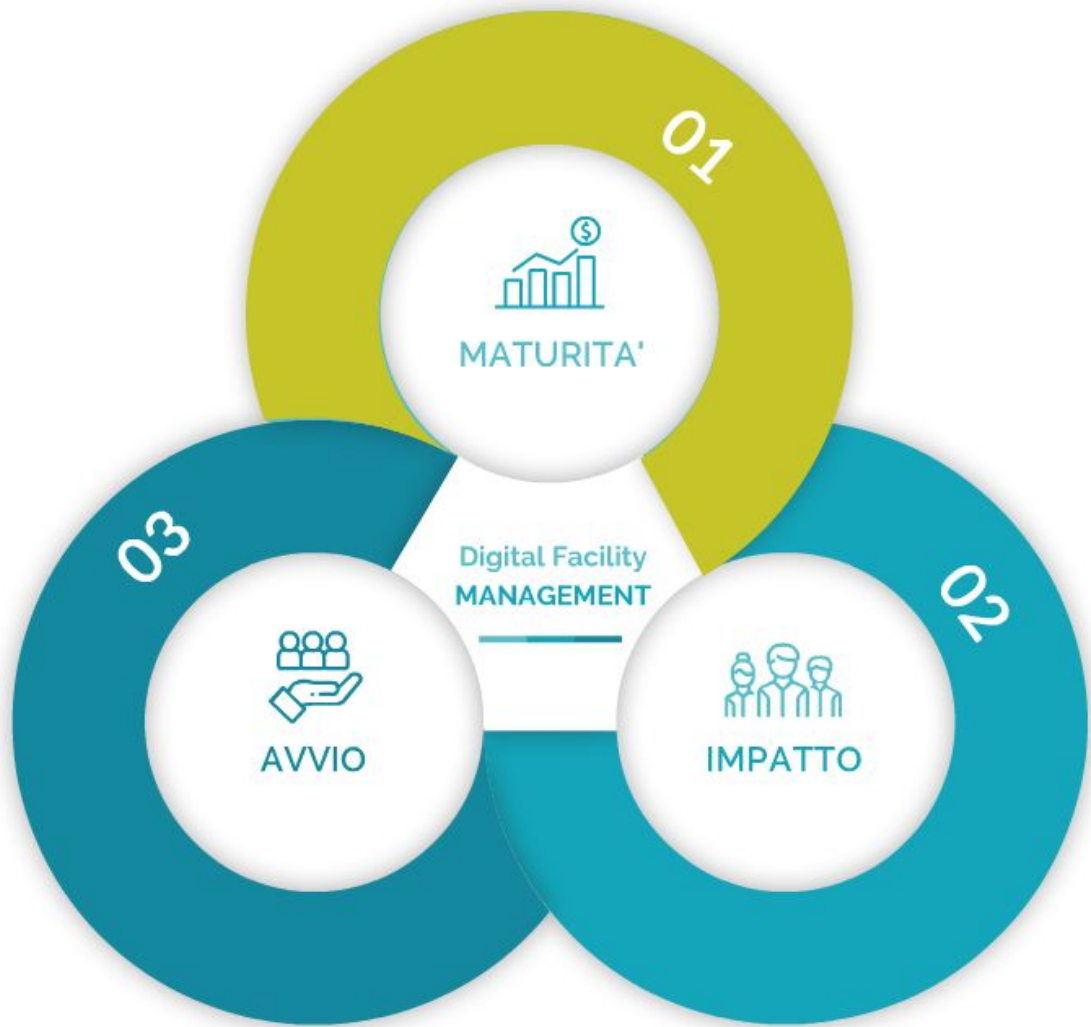 01
MATURITA'
Digital Facility
MANAGEMENT
03
AVVIO
02
IMPATTO